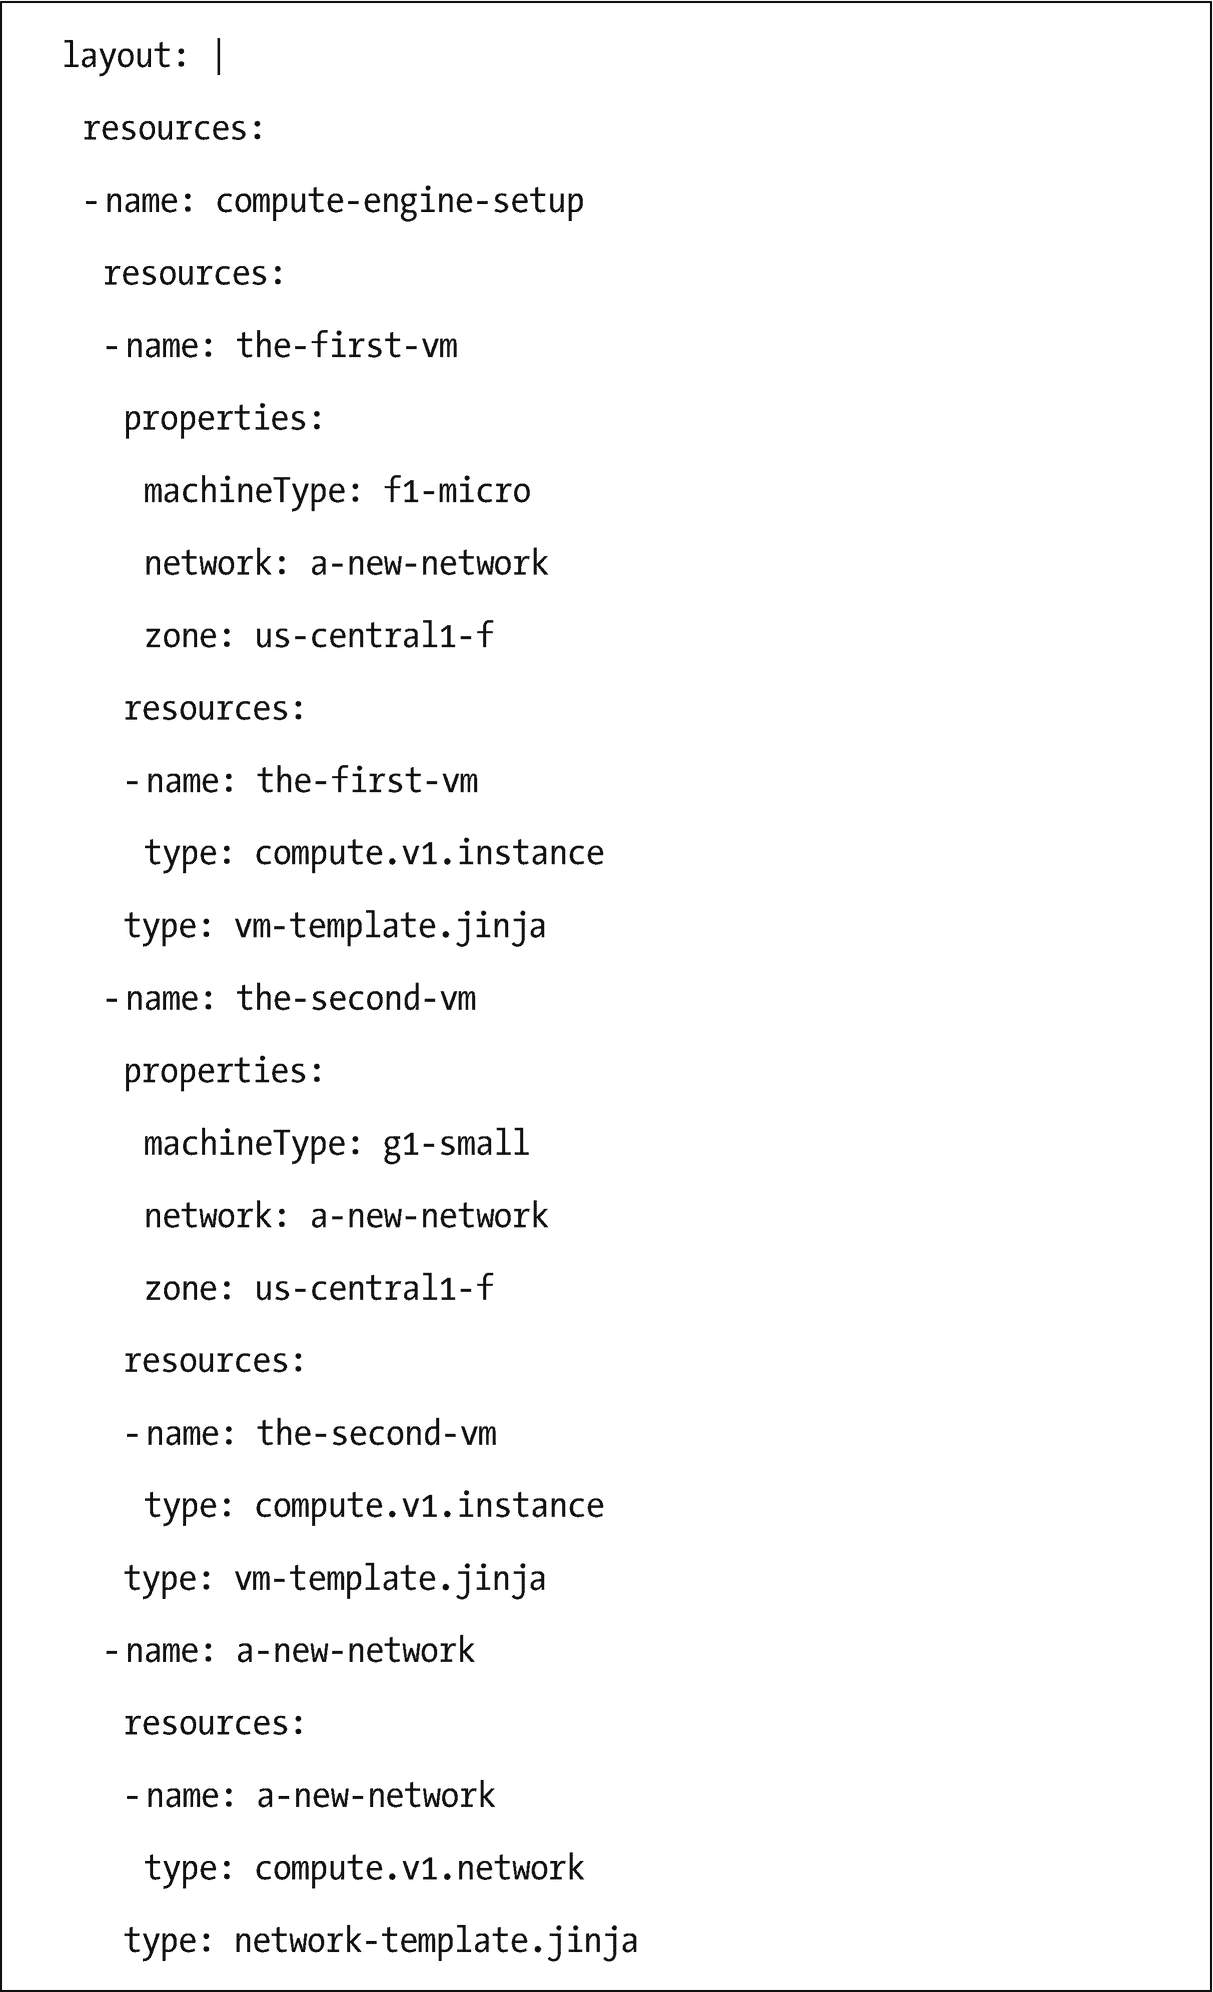 layout: |
 resources:
 -name: compute-engine-setup
  resources:
  -name: the-first-vm
   properties:
    machineType: f1-micro
    network: a-new-network
    zone: us-central1-f
   resources:
   -name: the-first-vm
    type: compute.v1.instance
   type: vm-template.jinja
  -name: the-second-vm
   properties:
    machineType: g1-small
    network: a-new-network
    zone: us-central1-f
   resources:
   -name: the-second-vm
    type: compute.v1.instance
   type: vm-template.jinja
  -name: a-new-network
   resources:
   -name: a-new-network
    type: compute.v1.network
   type: network-template.jinja